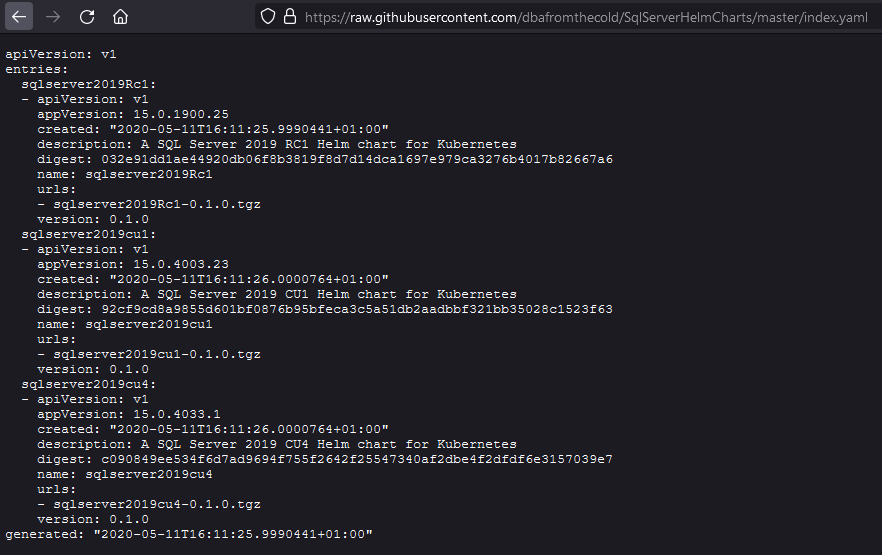 https://raw.githubusercontent.com/dbafromthecold/SqlServerHelmCharts/master/index.yaml
apiVersion: v1
entries:
  sqlserver2019Rc1:
  - apiVersion: v1
    appVersion: 15.0.1900.25
    created: "2020-05-11T16:11:25.9990441+01:00"
    description: A SQL Server 2019 RC1 Helm chart for Kubernetes
    digest: 032e91dd1ae44920db06f8b3819f8d7d14dca1697e979ca3276b4017b82667a6
    name: sqlserver2019Rc1
    urls:
    - sqlserver2019Rc1-0.1.0.tgz
    version: 0.1.0
  sqlserver2019cu1:
  - apiVersion: v1
    appVersion: 15.0.4003.23
    created: "2020-05-11T16:11:26.0000764+01:00"
    description: A SQL Server 2019 CU1 Helm chart for Kubernetes
    digest: 92cf9cd8a9855d601bf0876b95bfeca3c5a51db2aadbbf321bb35028c1523f63
    name: sqlserver2019cu1
    urls:
    - sqlserver2019cu1-0.1.0.tgz
    version: 0.1.0
  sqlserver2019cu4:
  - apiVersion: v1
    appVersion: 15.0.4033.1
    created: "2020-05-11T16:11:26.0000764+01:00"
    description: A SQL Server 2019 CU4 Helm chart for Kubernetes
    digest: c090849ee534f6d7ad9694f755f2642f25547340af2dbe4f2dfdf6e3157039e7
    name: sqlserver2019cu4
    urls:
    - sqlserver2019cu4-0.1.0.tgz
    version: 0.1.0
generated: "2020-05-11T16:11:25.9990441+01:00"